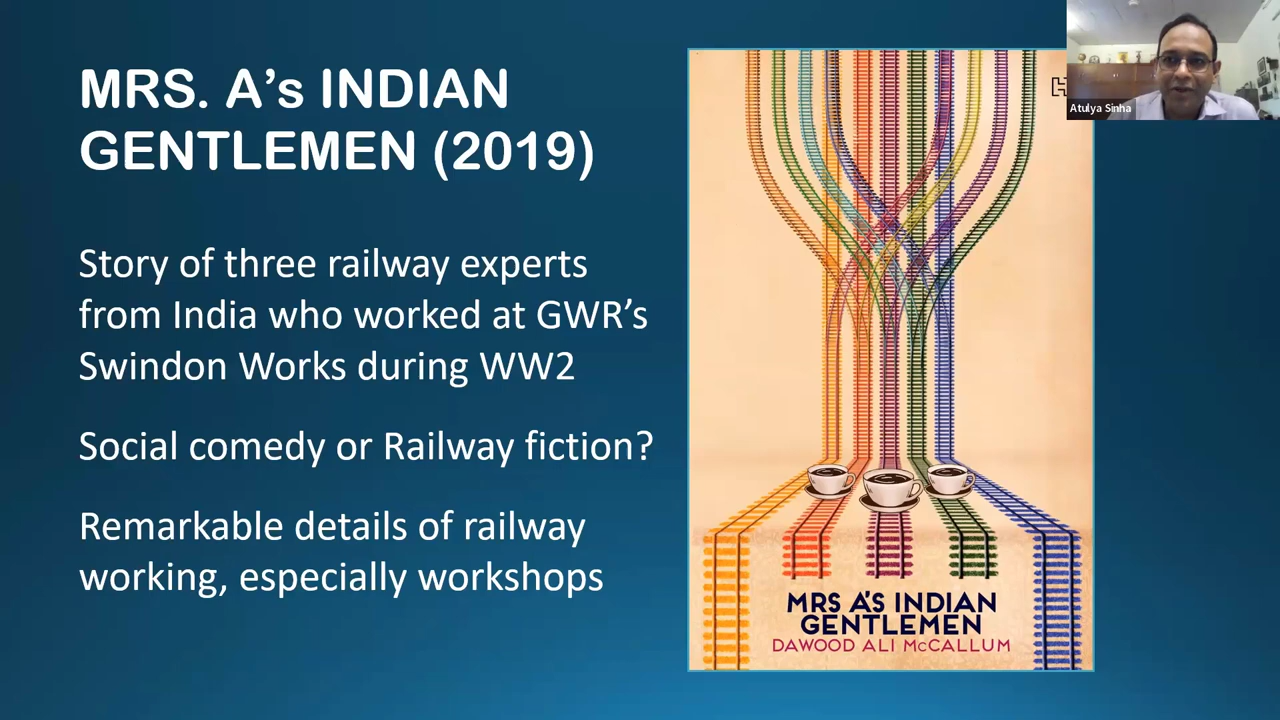 MRS. A’s INDIAN
GENTLEMEN (2019)
Story of three railway experts
from India who worked at GWR’s
Swindon Works during WW2
Social comedy or Railway fiction?
Remarkable details of railway
working, especially workshops
MRS A'S INDIAN
GENTLEMEN
DAWOOD ALI McCALLUM
Atulya Sinha